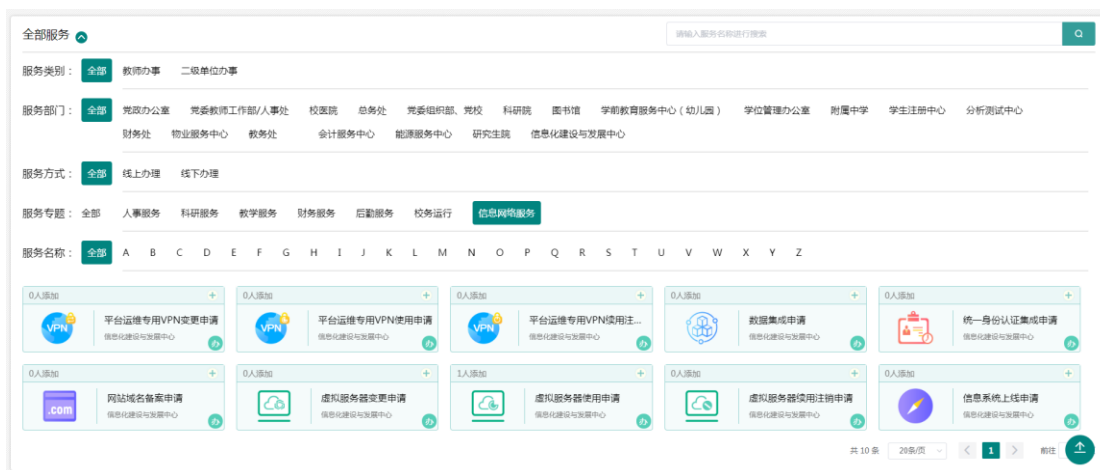 全部服务
请输入服务名称进行搜索
服务类别： 全部 教师办事 二级单位办事
服务部门： 全部 党政办公室 党委教师工作部/人事处 校医院 总务处 党委组织部、党校 科研院 图书馆 学前教育服务中心（幼儿园） 学位管理办公室 附属中学 学生注册中心 分析测试中心
财务处 物业服务中心 教务处 会计服务中心 能源服务中心 研究生院 信息化建设与发展中心
服务方式： 全部 线上办理 线下办理
服务专题： 全部 人事服务 科研服务 教学服务 财务服务 后勤服务 校务运行 信息网络服务
服务名称： 全部 A B C D E F G H I J K L M N O P Q R S T U V W X Y Z
0人添加 + 0人添加 + 0人添加 + 0人添加 + 0人添加 +
VPN 平台运维专用VPN变更申请 VPN 平台运维专用VPN使用申请 VPN 平台运维专用VPN续用注... 数据集成申请 统一身份认证集成申请
信息化建设与发展中心 办 信息化建设与发展中心 办 信息化建设与发展中心 办 信息化建设与发展中心 办 信息化建设与发展中心 办
0人添加 + 0人添加 + 1人添加 + 0人添加 + 0人添加 +
.com 网站域名备案申请 虚拟服务器变更申请 虚拟服务器使用申请 虚拟服务器续用注销申请 信息系统上线申请
信息化建设与发展中心 办 信息化建设与发展中心 办 信息化建设与发展中心 办 信息化建设与发展中心 办 信息化建设与发展中心 办
共 10 条 20条/页 < 1 > 前往